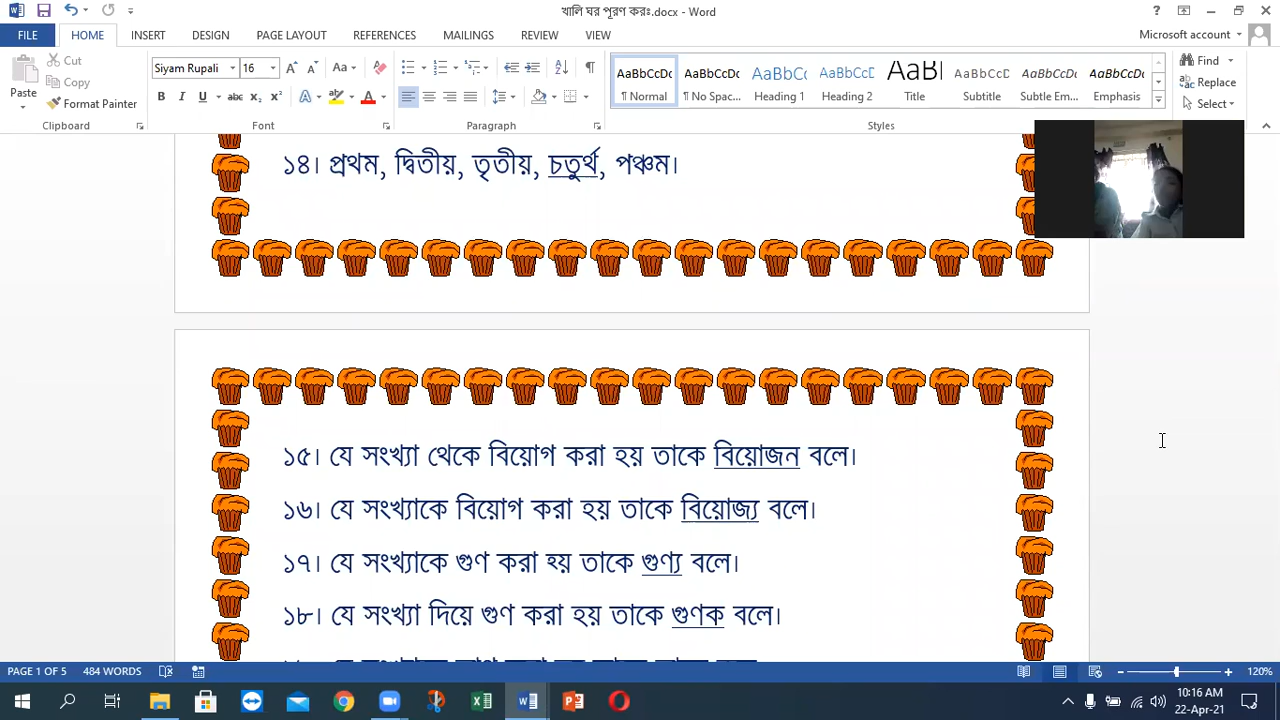 খালি ঘর পূরণ করঃ.docx - Word
FILE HOME INSERT DESIGN PAGE LAYOUT REFERENCES MAILINGS REVIEW VIEW Microsoft account
Cut
Copy
Format Painter
Paste
Siyam Rupali 16
AaBbCcDc AaBbCcDc AaBbCc AaBbCcD AaBl AaBbCcD AaBbCcDc AaBbCcDc
¶ Normal ¶ No Spac... Heading 1 Heading 2 Title Subtitle Subtle Em... Emphasis
Find
Replace
Select
Clipboard Font Paragraph Styles
১৪। প্রথম, দ্বিতীয়, তৃতীয়, চতুর্থ, পঞ্চম।
১৫। যে সংখ্যা থেকে বিয়োগ করা হয় তাকে বিয়োজন বলে।
১৬। যে সংখ্যাকে বিয়োগ করা হয় তাকে বিয়োজ্য বলে।
১৭। যে সংখ্যাকে গুণ করা হয় তাকে গুণ্য বলে।
১৮। যে সংখ্যা দিয়ে গুণ করা হয় তাকে গুণক বলে।
PAGE 1 OF 5 484 WORDS 120%
10:16 AM
22-Apr-21